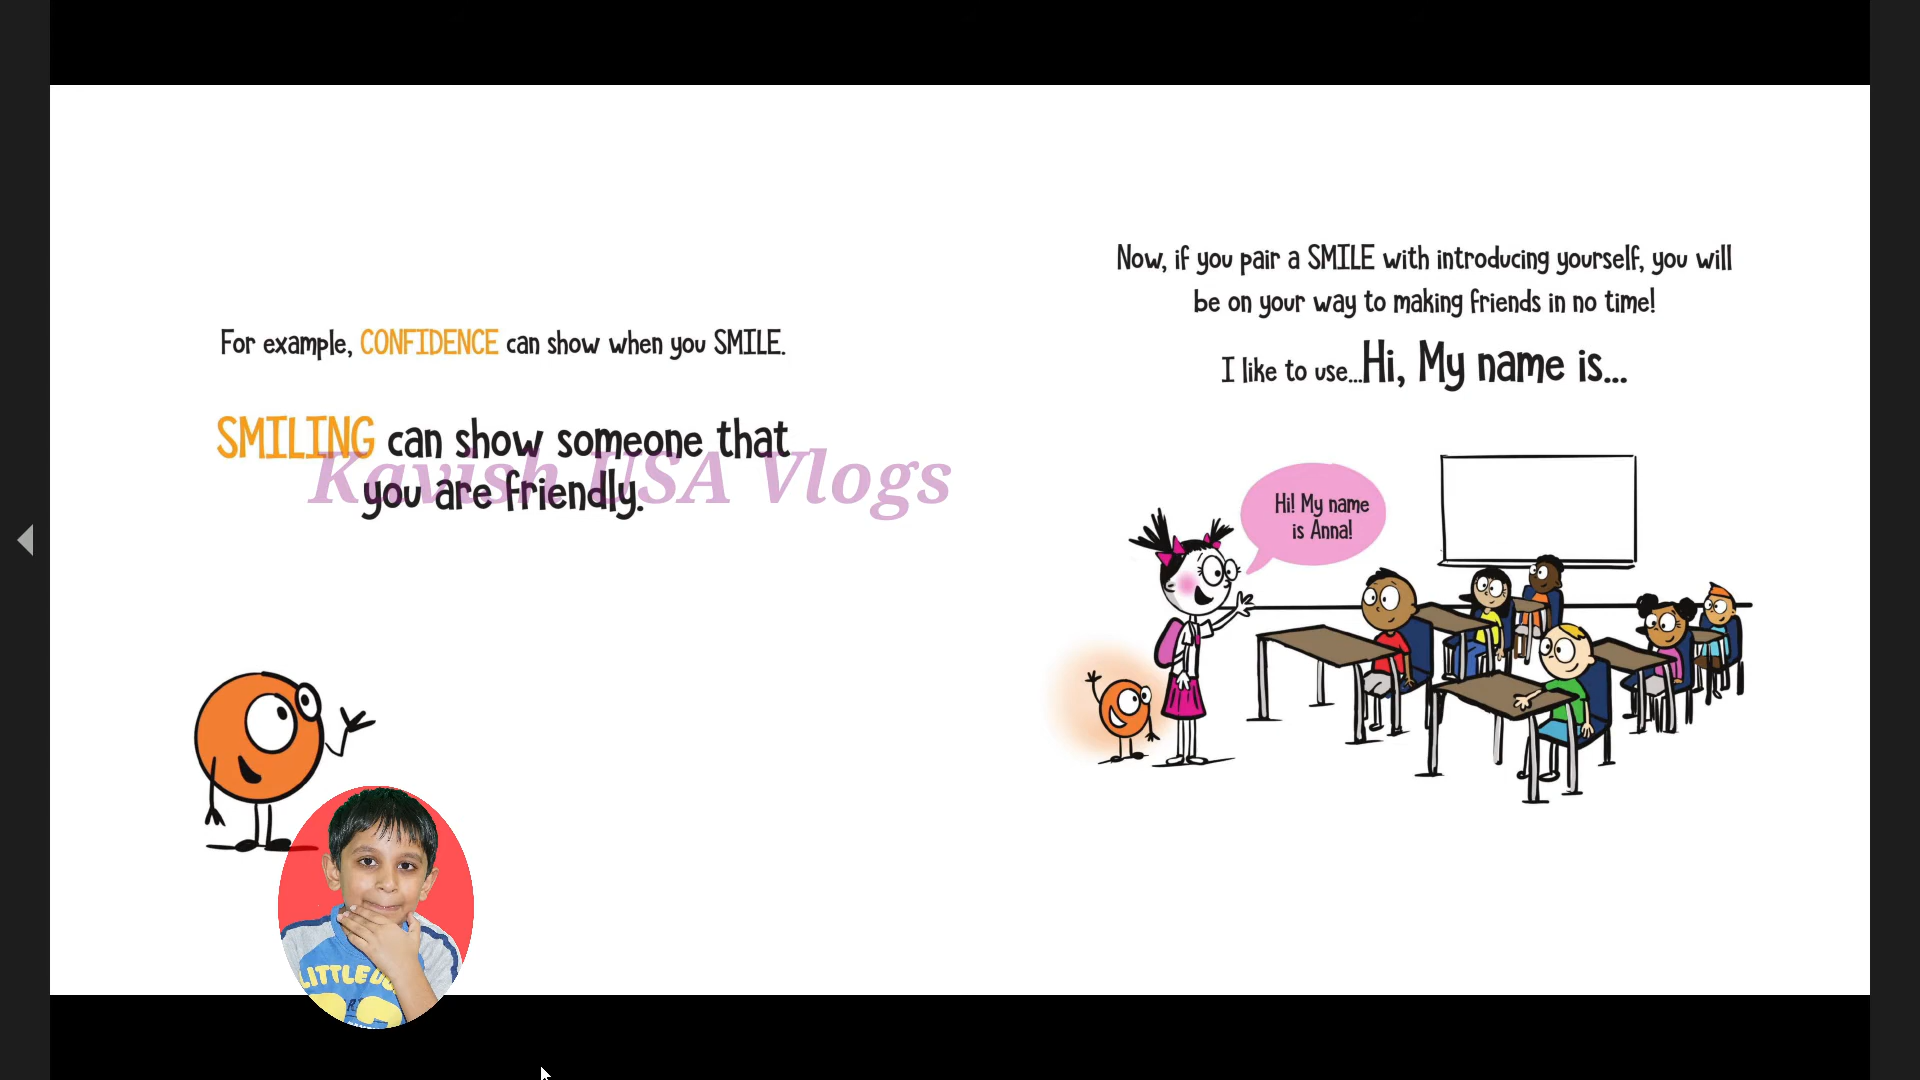 For example, CONFIDENCE can show when you SMILE.
SMILING can show someone that
you are friendly.
Kavish USA Vlogs
Now, if you pair a SMILE with introducing yourself, you will
be on your way to making friends in no time!
I like to use...Hi, My name is...
Hi! My name
is Anna!
LITTLE